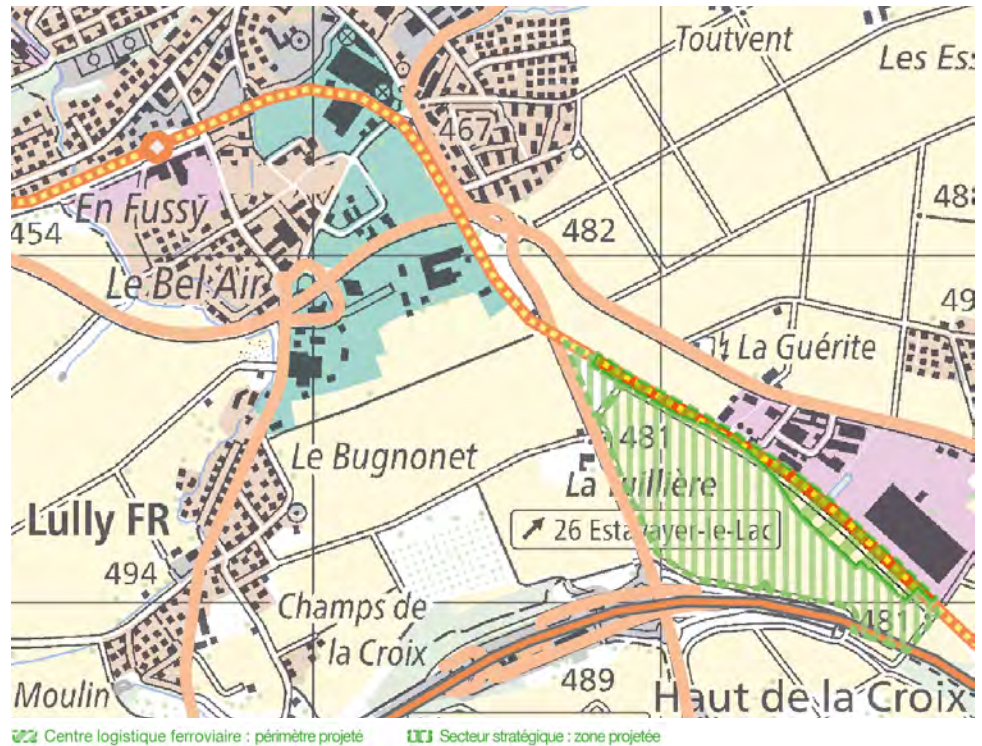 Toutvent
Les Es
467
En Fussy
454
482
48
Le Bel Air
49
La Guérite
481
Le Bugnonet
La Tuillière
Lully FR
26 Estavayer-le-Lac
494
Champs de
la Croix
481
489
Moulin
Haut de la Croix
Centre logistique ferroviaire : périmètre projeté
Secteur stratégique : zone projetée